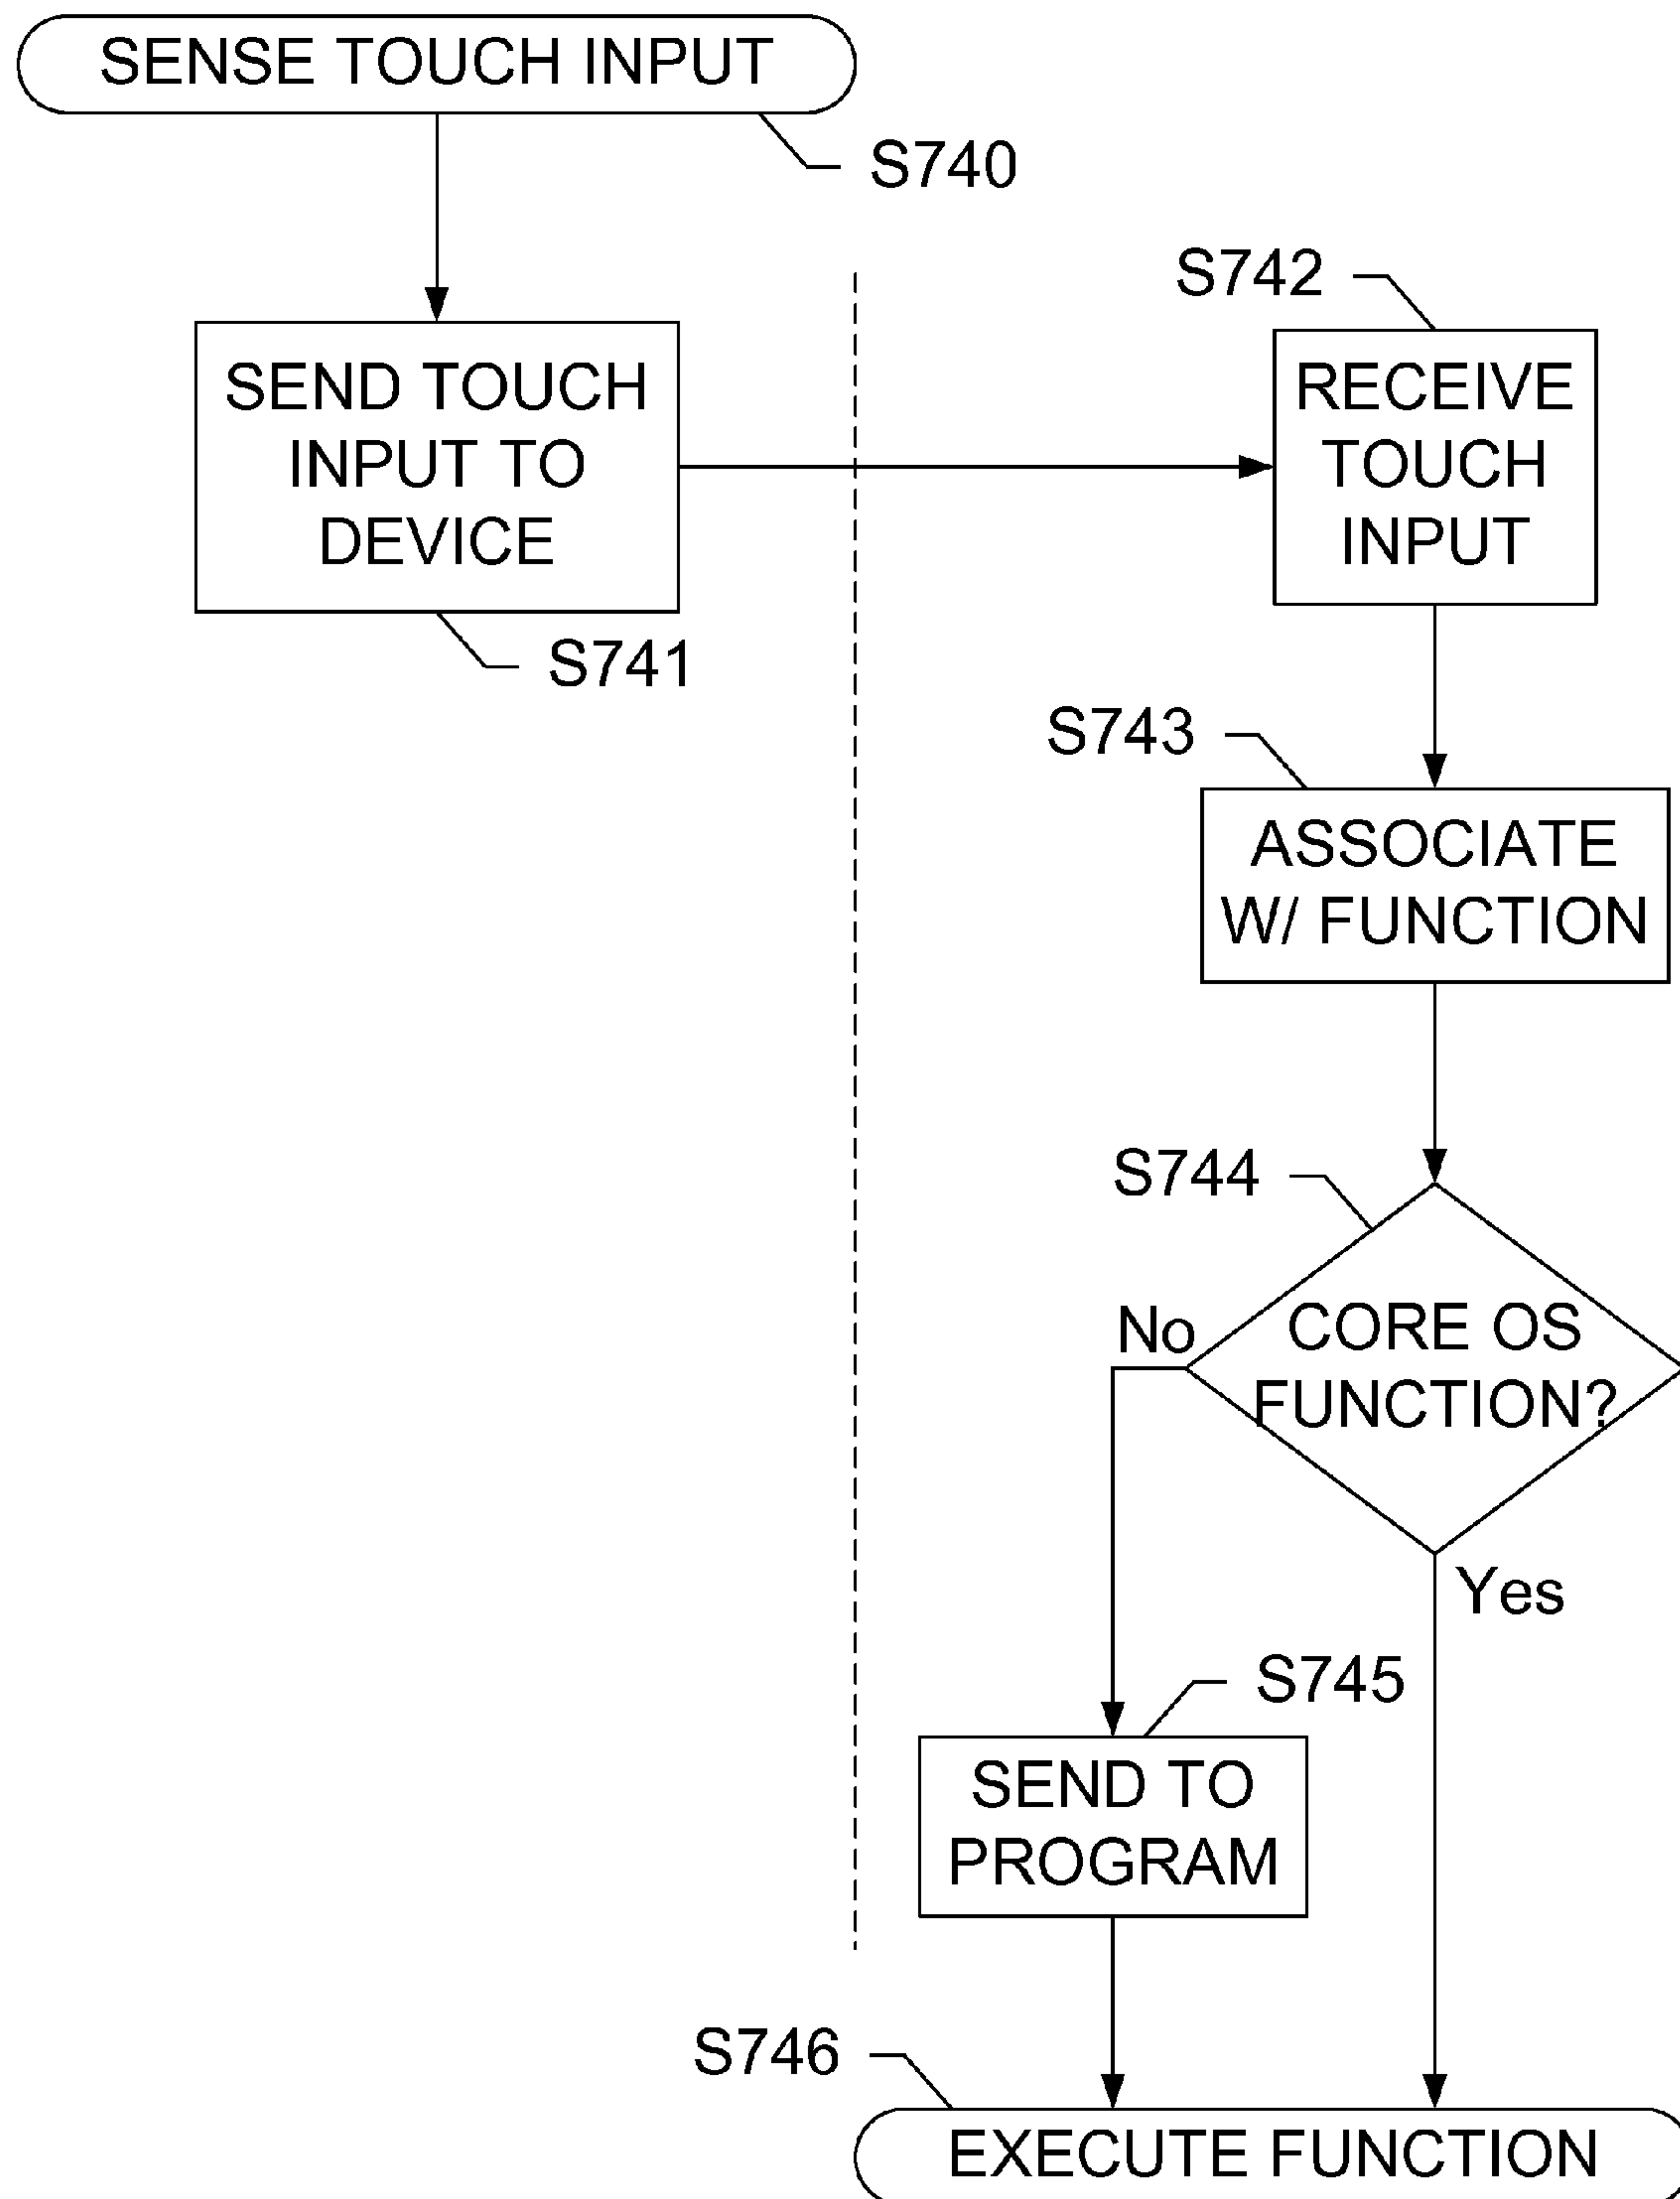 SENSE TOUCH INPUT
S740
SEND TOUCH
INPUT TO
DEVICE
S741
S742
RECEIVE
TOUCH
INPUT
S743
ASSOCIATE
W/ FUNCTION
S744
CORE OS
FUNCTION?
No
Yes
S745
SEND TO
PROGRAM
S746
EXECUTE FUNCTION